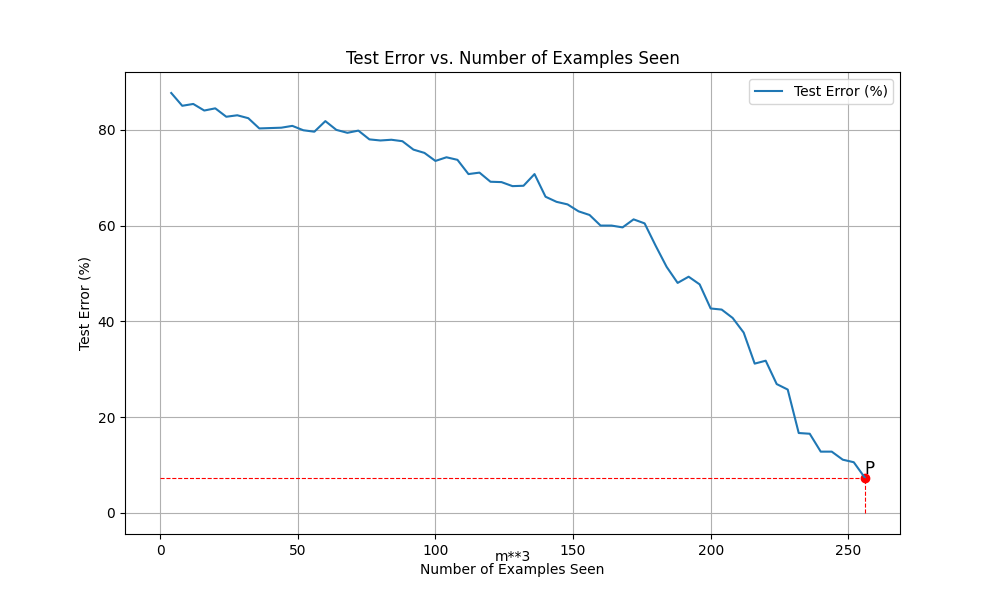 Test Error vs. Number of Examples Seen
Test Error (%)
Test Error (%)
80
60
40
20
0
P
0 50 100 150 200 250
m**3
Number of Examples Seen